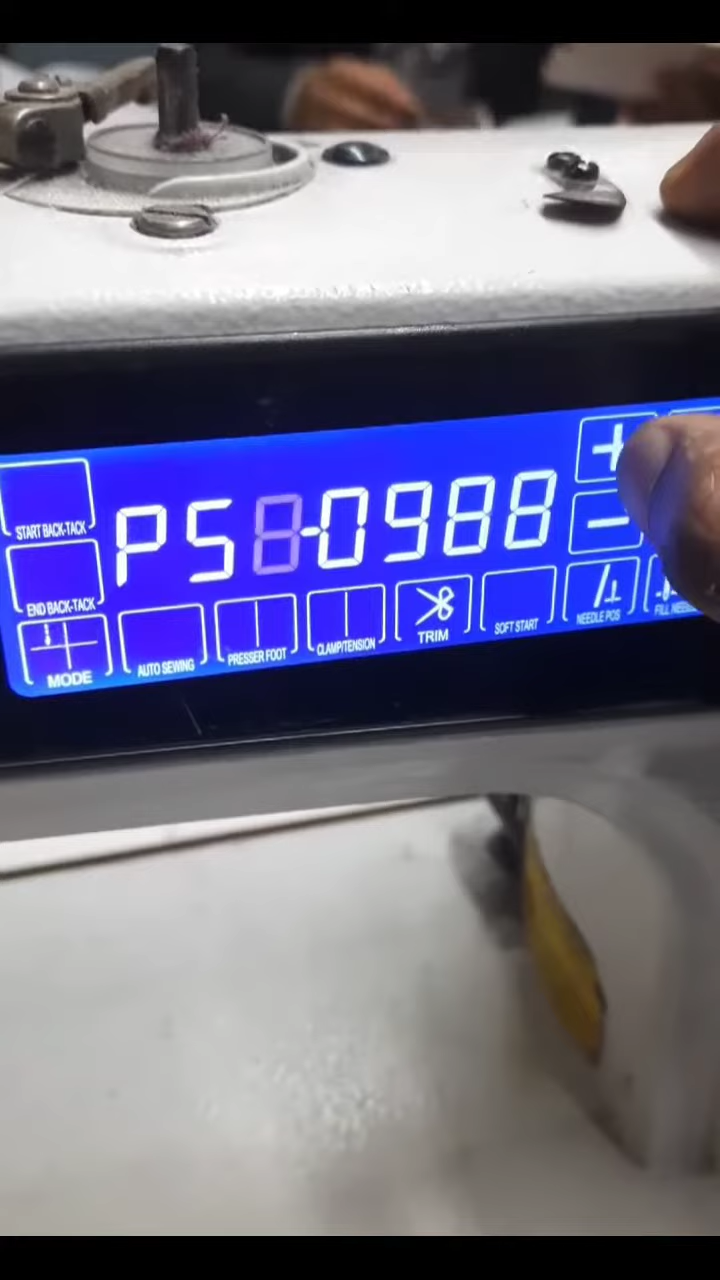 START BACK-TACK
PS8-0988
+
-
END BACK-TACK
MODE
AUTO SEWING
PRESSER FOOT
CLAMP/TENSION
TRIM
SOFT START
NEEDLE POS
FILL